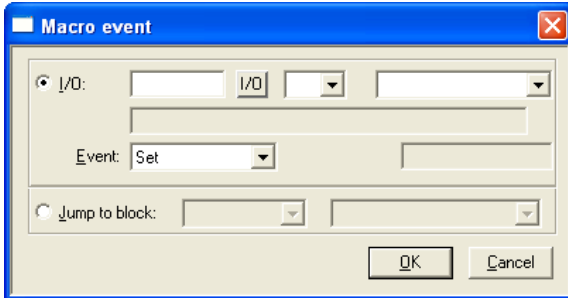 Macro event
I/O: I/O
Event: Set
Jump to block:
OK Cancel